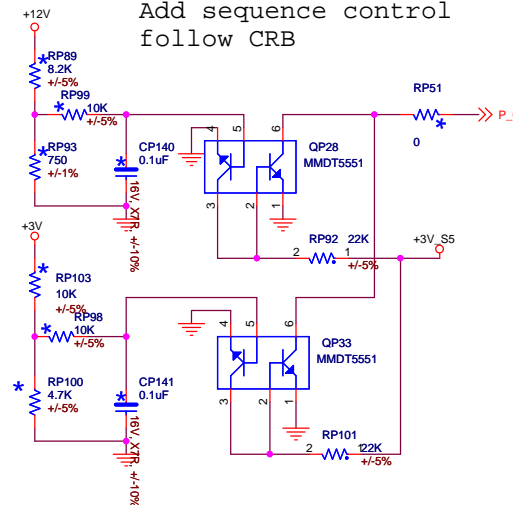 Add sequence control
follow CRB
+12V
RP89
8.2K
+/-5%
RP99
10K
+/-5%
RP93
750
+/-1%
CP140
0.1uF
16V, X7R, +/-10%
4
5
6
QP28
MMDT5551
3
2
1
RP51
0
RP92
22K
2
1
+/-5%
+3V_S5
+3V
RP103
10K
+/-5%
RP98
10K
+/-5%
RP100
4.7K
+/-5%
CP141
0.1uF
16V, X7R, +/-10%
4
5
6
QP33
MMDT5551
3
2
1
RP101
2
1
22K
+/-5%